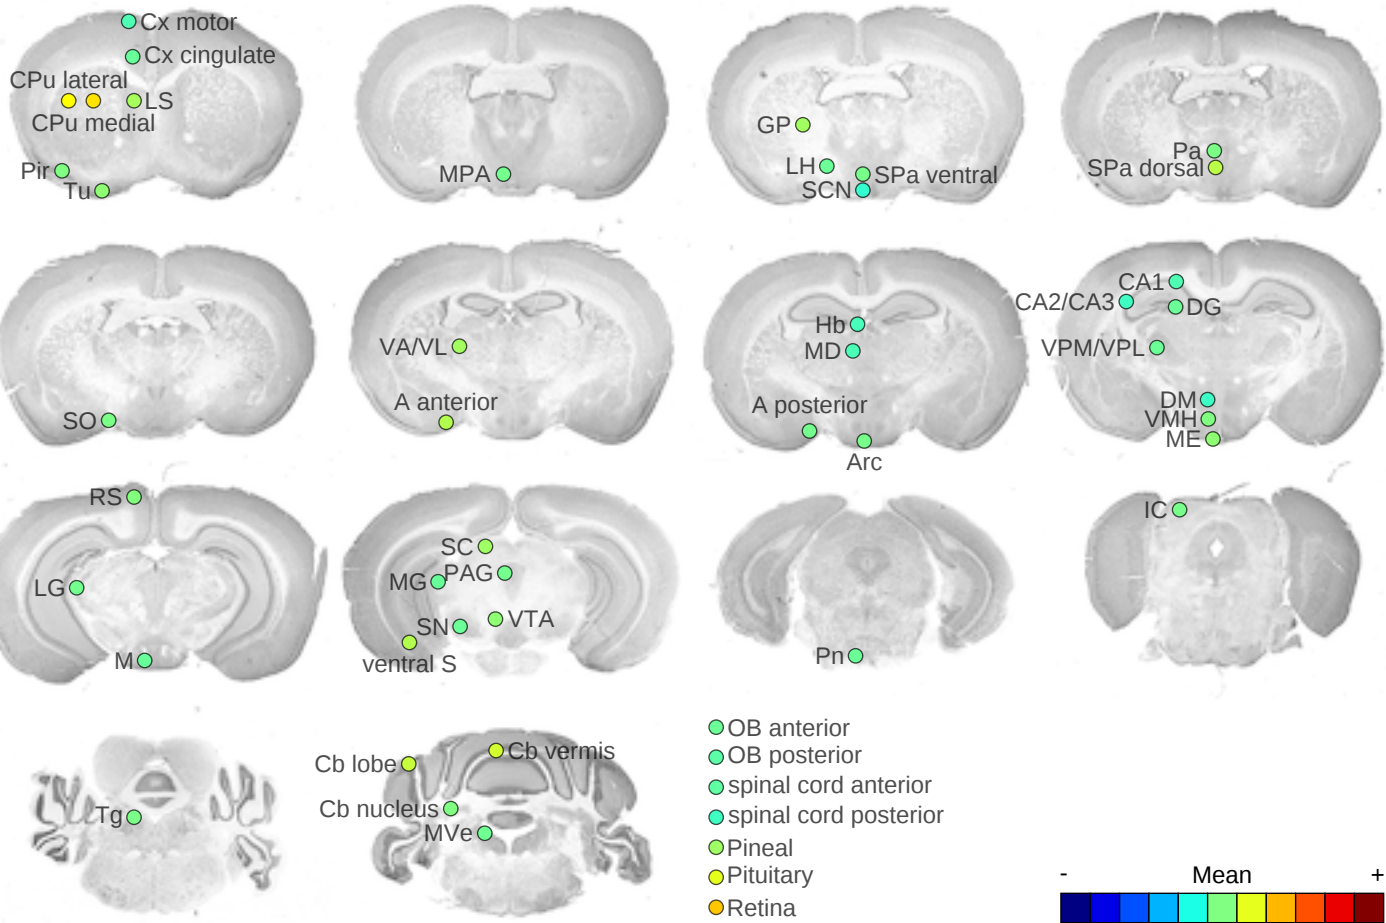 Cx motor
Cx cingulate
CPu lateral
LS
CPu medial
Pir
Tu
MPA
GP
LH
SPa ventral
SCN
Pa
SPa dorsal
SO
VA/VL
A anterior
Hb
MD
A posterior
Arc
CA1
CA2/CA3
DG
VPM/VPL
DM
VMH
ME
RS
LG
M
SC
MG
PAG
SN
VTA
ventral S
Pn
IC
Tg
Cb lobe
Cb vermis
Cb nucleus
MVe
OB anterior
OB posterior
spinal cord anterior
spinal cord posterior
Pineal
Pituitary
Retina
- Mean +